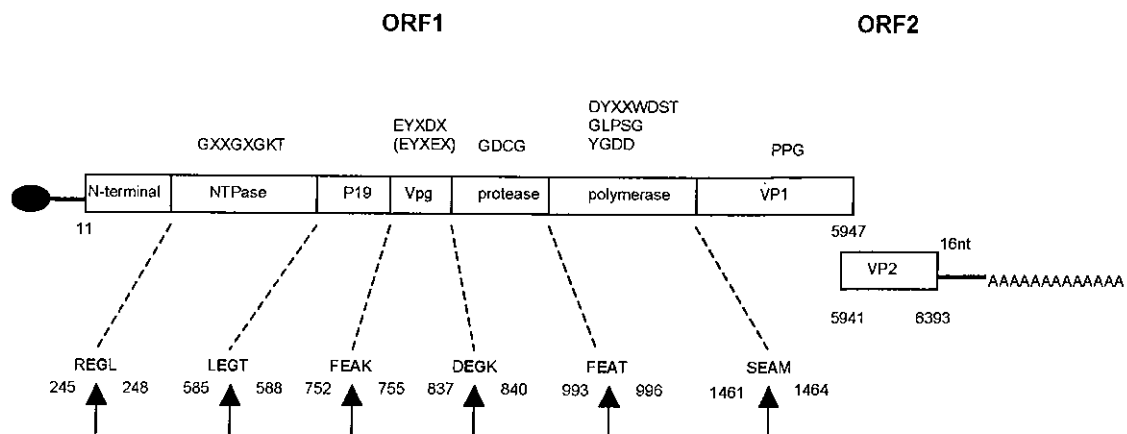 ORF1 ORF2
DYXXWDST
EYXDX GLPSG
GXXGXGKT (EYXEX) GDCG YGDD PPG
N-terminal NTPase P19 Vpg protease polymerase VP1
11 5947
16nt
VP2 AAAAAAAAAAAAA
5941 6393
REGL LEGT FEAK DEGK FEAT SEAM
245 248 585 588 752 755 837 840 993 996 1461 1464